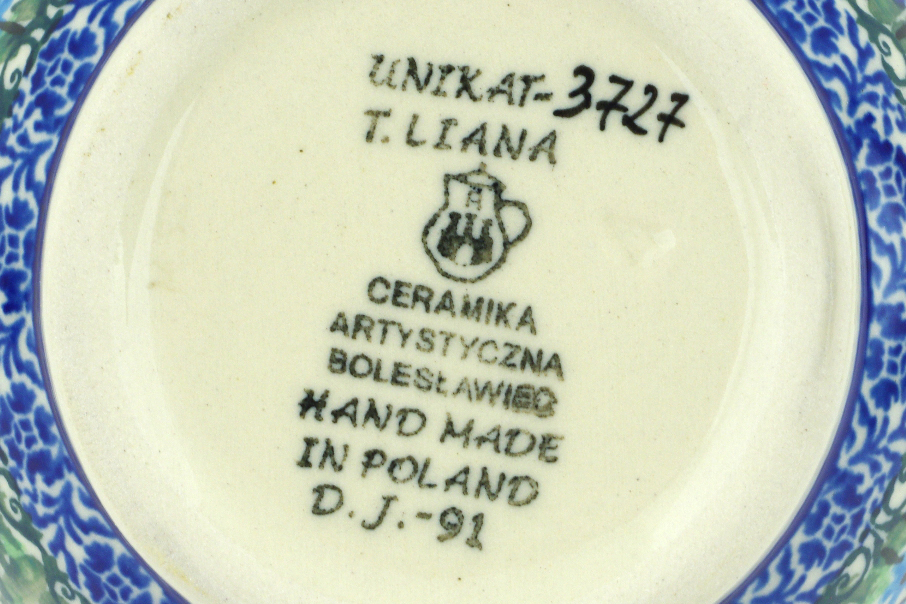 UNIKAT-3727
T. LIANA
CERAMIKA
ARTYSTYCZNA
BOLESŁAWIEC
HAND MADE
IN POLAND
D.J.-91